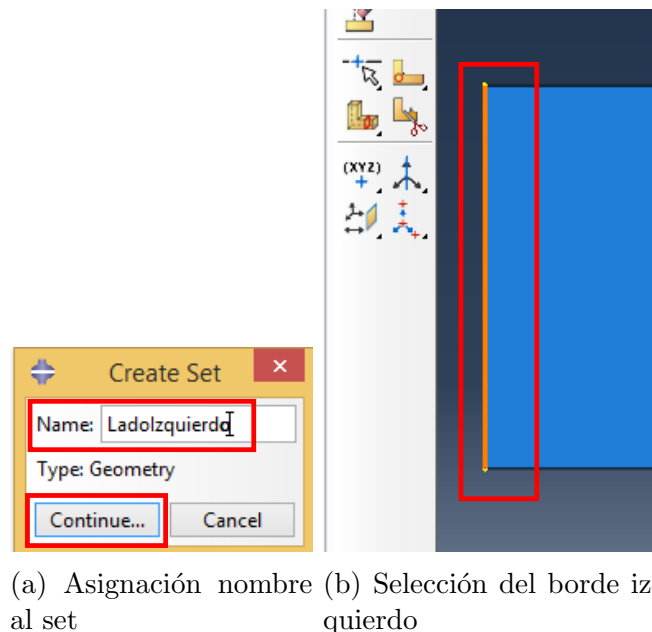 Create Set
×
Name: LadoIzquierdo
Type: Geometry
Continue... Cancel
(XYZ)
(a) Asignación nombre
al set
(b) Selección del borde iz
quierdo